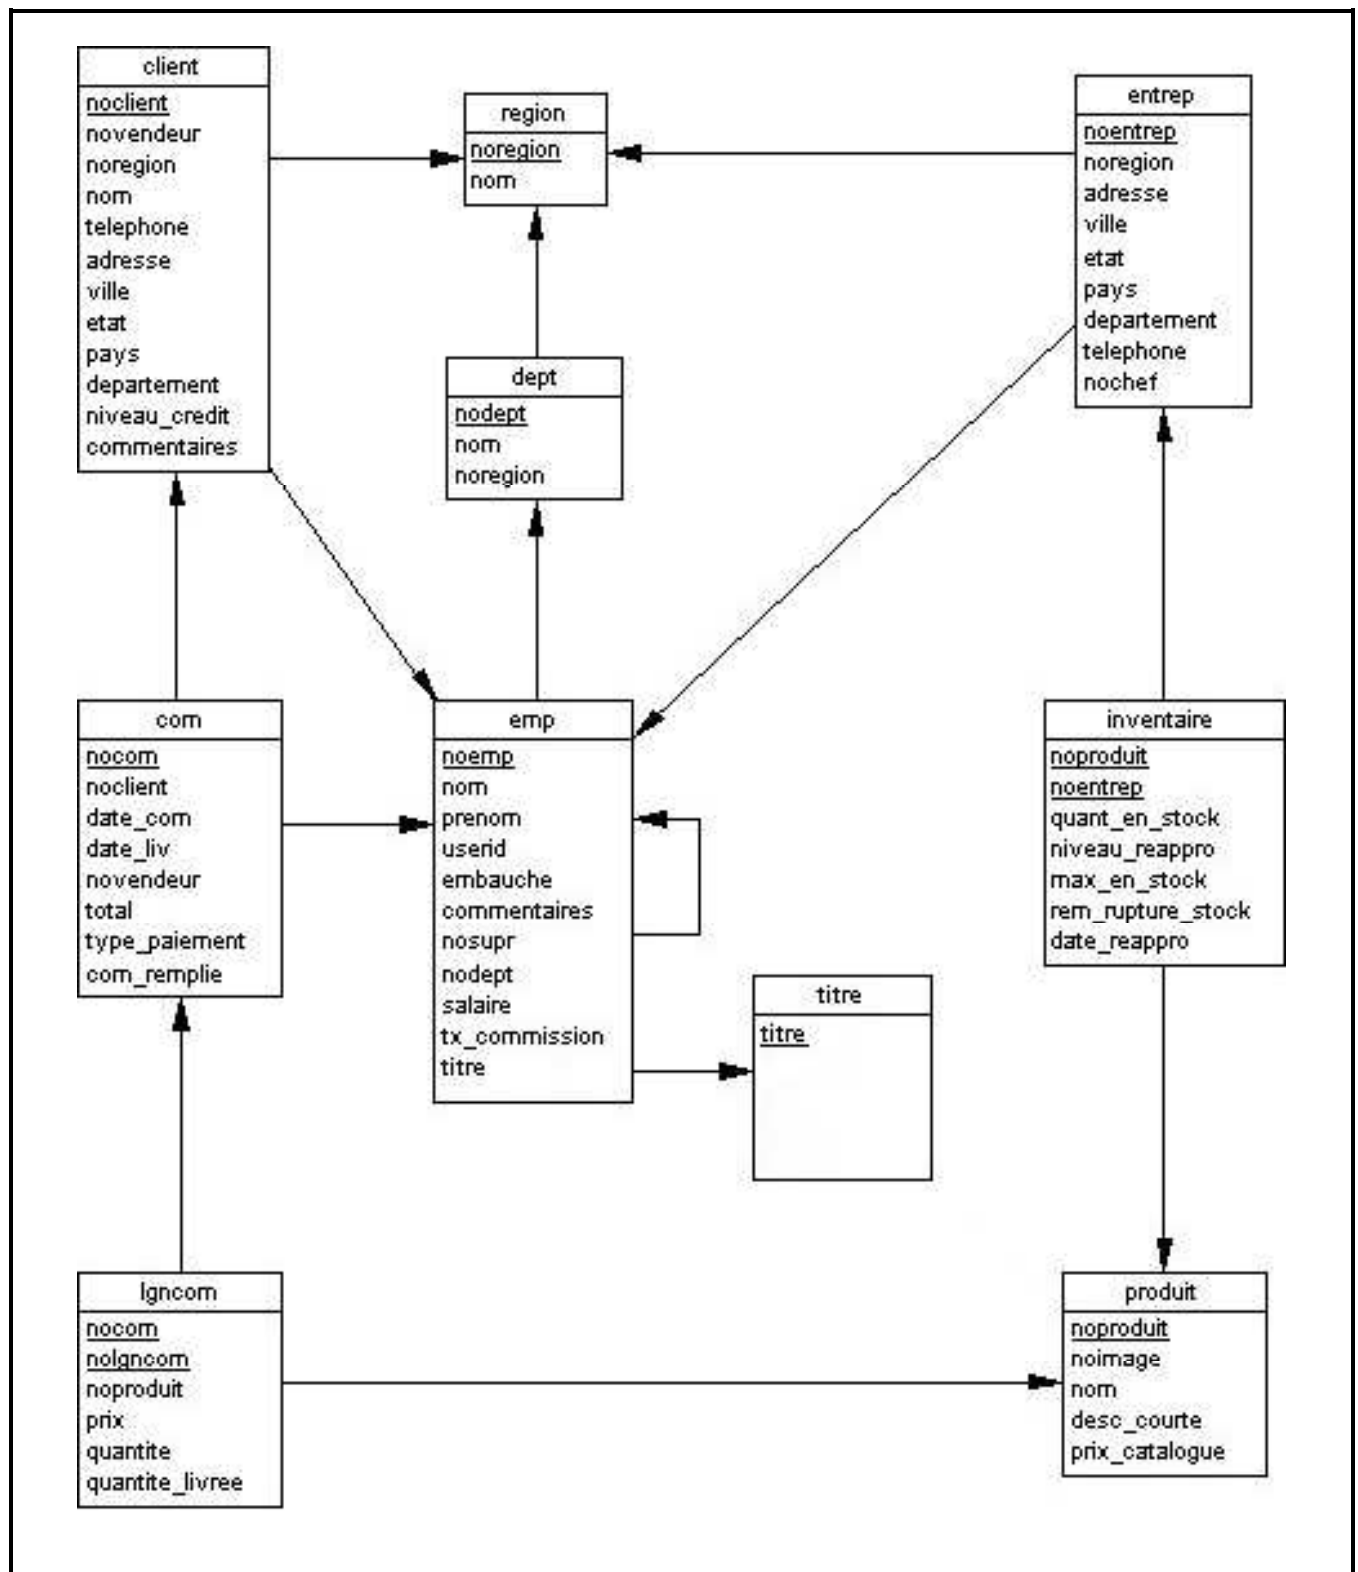 client
noclient
novendeur
noregion
nom
telephone
adresse
ville
etat
pays
departement
niveau_credit
commentaires
region
noregion
nom
entrep
noentrep
noregion
adresse
ville
etat
pays
departement
telephone
nochef
dept
nodept
nom
noregion
com
nocom
noclient
date_com
date_liv
novendeur
total
type_paiement
com_remplie
emp
noemp
nom
prenom
userid
embauche
commentaires
nosupr
nodept
salaire
tx_commission
titre
inventaire
noproduit
noentrep
quant_en_stock
niveau_reappro
max_en_stock
rem_rupture_stock
date_reappro
titre
titre
lgncom
nocom
nolgncom
noproduit
prix
quantite
quantite_livree
produit
noproduit
noimage
nom
desc_courte
prix_catalogue